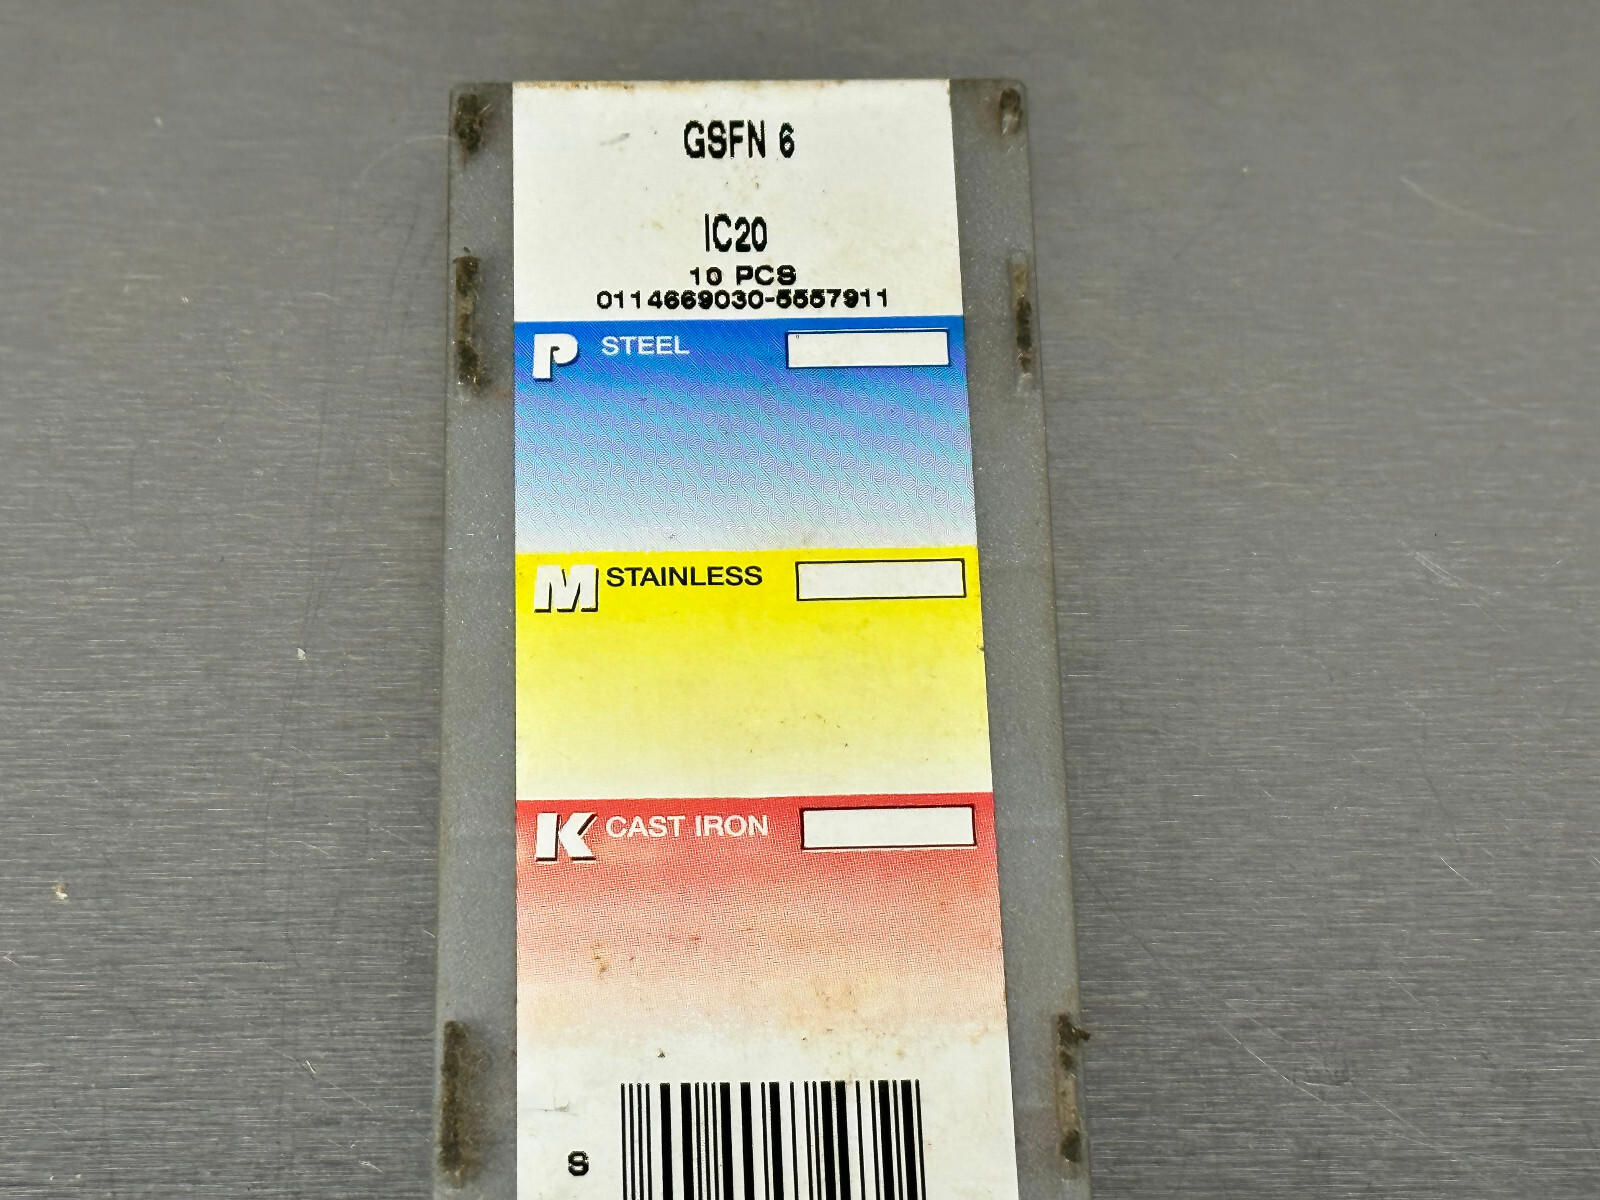 GSFN 6
IC20
10 PCS
0114669030-5557911
P STEEL
M STAINLESS
K CAST IRON
S